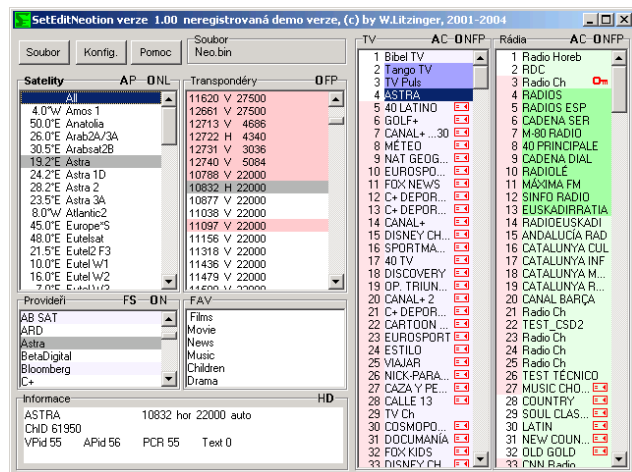 SetEditNeotion verze 1.00 neregistrovaná demo verze, (c) by W.Litzinger, 2001-2004
Soubor
Konfig.
Pomoc
Soubor
Neo.bin
Satelity AP ONL
All
4.0°W Amos 1
50.0°E Anatolia
26.0°E Arab2A/3A
30.5°E Arabsat2B
19.2°E Astra
24.2°E Astra 1D
28.2°E Astra 2
23.5°E Astra 3A
8.0°W Atlantic2
45.0°E Europe*S
48.0°E Eutelsat
21.5°E Eutel2 F3
10.0°E Eutel W1
16.0°E Eutel W2
7.0°E Eutel W3
Transpondéry OFP
11620 V 27500
12661 V 27500
12713 V 4686
12722 H 4340
12731 V 3036
12740 V 5084
10788 V 22000
10832 H 22000
10877 V 22000
11038 V 22000
11097 V 22000
11156 V 22000
11318 V 22000
11436 V 22000
11479 V 22000
11508 V 22000
Provideři FS ON
AB SAT
ARD
Astra
BetaDigital
Bloomberg
C+
FAV
Films
Movie
News
Music
Children
Drama
Informace HD
ASTRA 10832 hor 22000 auto
ChID 61950
VPid 55 APid 56 PCR 55 Text 0
TV AC ONFP
1 Bibel TV
2 Tango TV
3 TV Puls
4 ASTRA
5 40 LATINO
6 GOLF+
7 CANAL+ ...30
8 MÉTEO
9 NAT GEOG...
10 EUROSPO...
11 FOX NEWS
12 C+ DEPOR...
13 C+ DEPOR...
14 CANAL+
15 DISNEY CH...
16 SPORTMA...
17 40 TV
18 DISCOVERY
19 OP. TRIUN...
20 CANAL+ 2
21 C+ DEPOR...
22 CARTOON ...
23 EUROSPORT
24 ESTILO
25 VIAJAR
26 NICK-PARA...
27 CAZA Y PE...
28 CALLE 13
29 TV Ch
30 COSMOPO...
31 DOCUMANÍA
32 FOX KIDS
33 DISNEY CH
Rádia AC ONFP
1 Radio Horeb
2 RDC
3 Radio Ch
4 RADIOS
5 RADIOS ESP
6 CADENA SER
7 M-80 RADIO
8 40 PRINCIPALE
9 CADENA DIAL
10 RADIOLÉ
11 MÁXIMA FM
12 SINFO RADIO
13 EUSKADIRRATIA
14 RADIOEUSKADI
15 ANDALUCÍA RAD
16 CATALUNYA CUL
17 CATALUNYA INF
18 CATALUNYA M...
19 CATALUNYA R...
20 CANAL BARÇA
21 Radio Ch
22 TEST_CSD2
23 Radio Ch
24 Radio Ch
25 Radio Ch
26 TEST TÉCNICO
27 MUSIC CHO...
28 COUNTRY
29 SOUL CLAS...
30 LATIN
31 NEW COUN...
32 OLD GOLD
33 CNN Radio